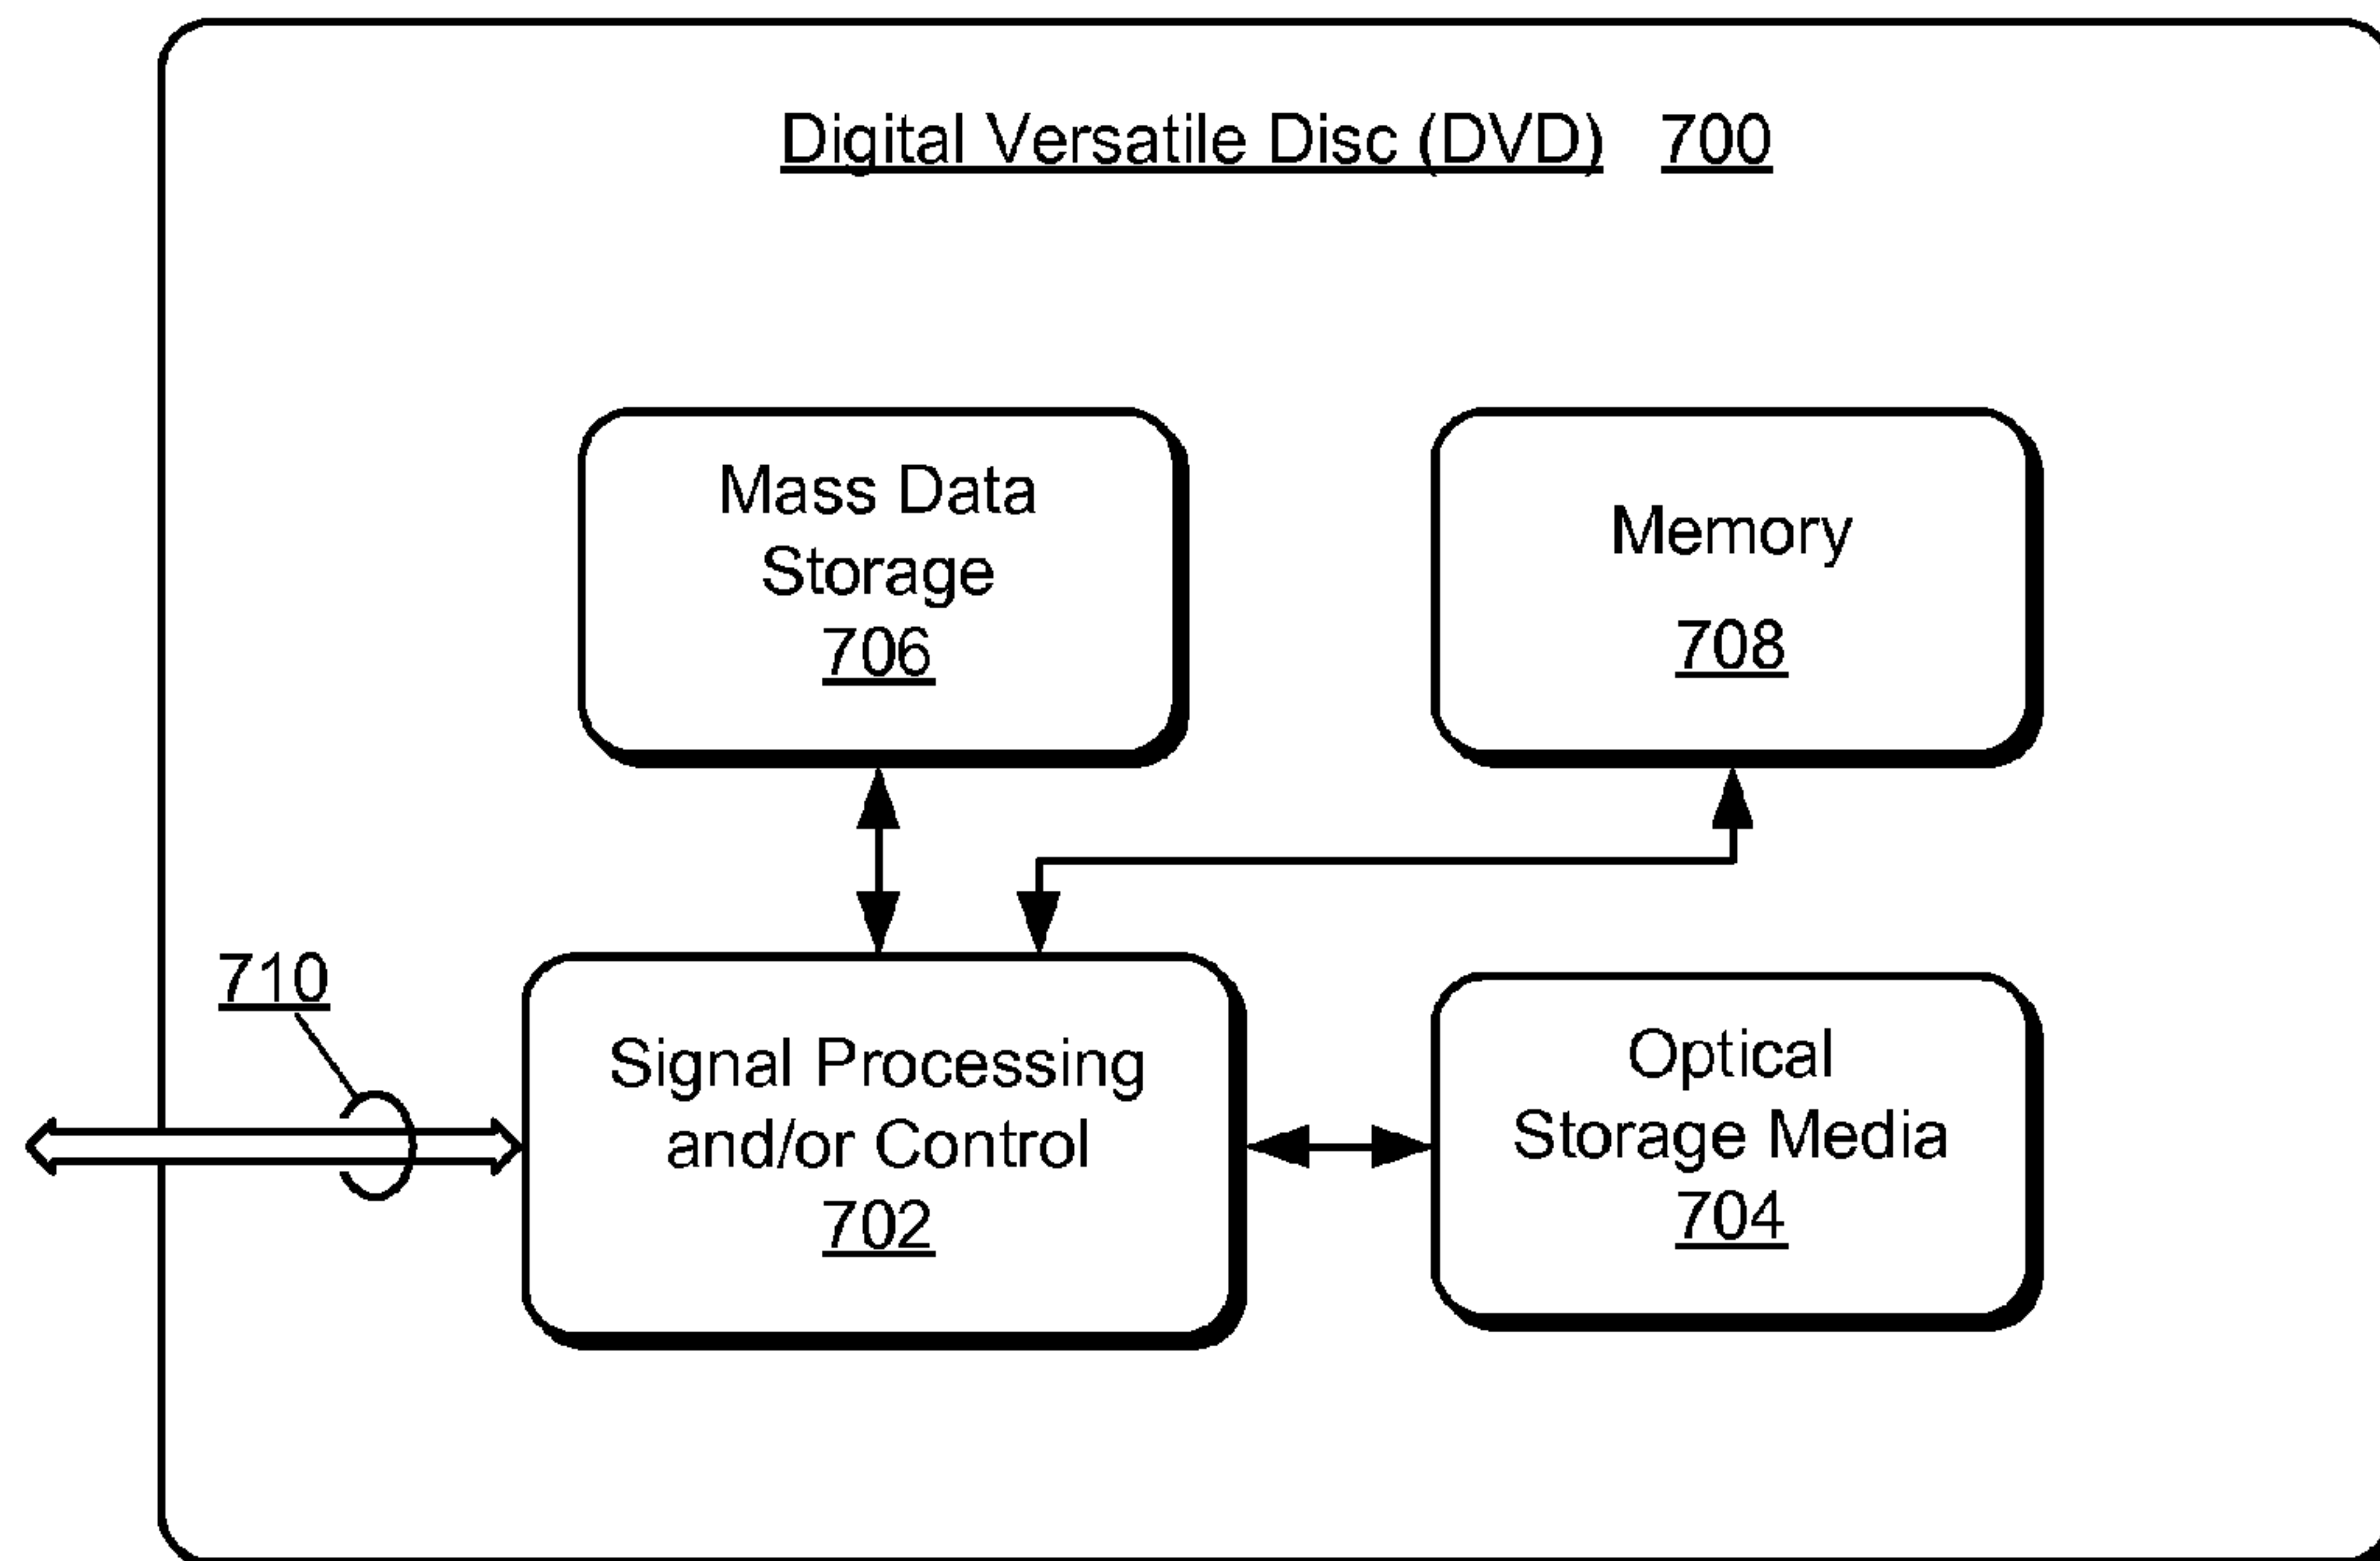 Digital Versatile Disc (DVD) 700
Mass Data
Storage
706
Memory
708
710
Signal Processing
and/or Control
702
Optical
Storage Media
704